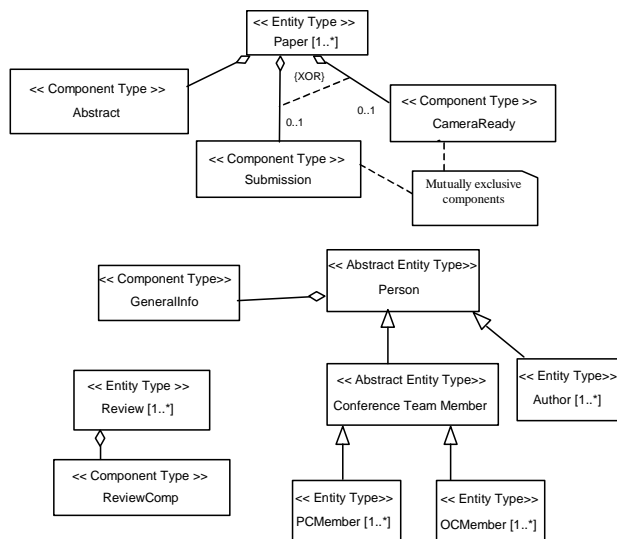 << Entity Type >>
Paper [1..*]
<< Component Type >>
Abstract
{XOR}
0..1
0..1
<< Component Type >>
CameraReady
<< Component Type >>
Submission
Mutually exclusive
components
<< Component Type>>
GeneralInfo
<< Abstract Entity Type>>
Person
<< Entity Type >>
Review [1..*]
<< Abstract Entity Type>>
Conference Team Member
<< Entity Type>>
Author [1..*]
<< Component Type >>
ReviewComp
<< Entity Type>>
PCMember [1..*]
<< Entity Type>>
OCMember [1..*]